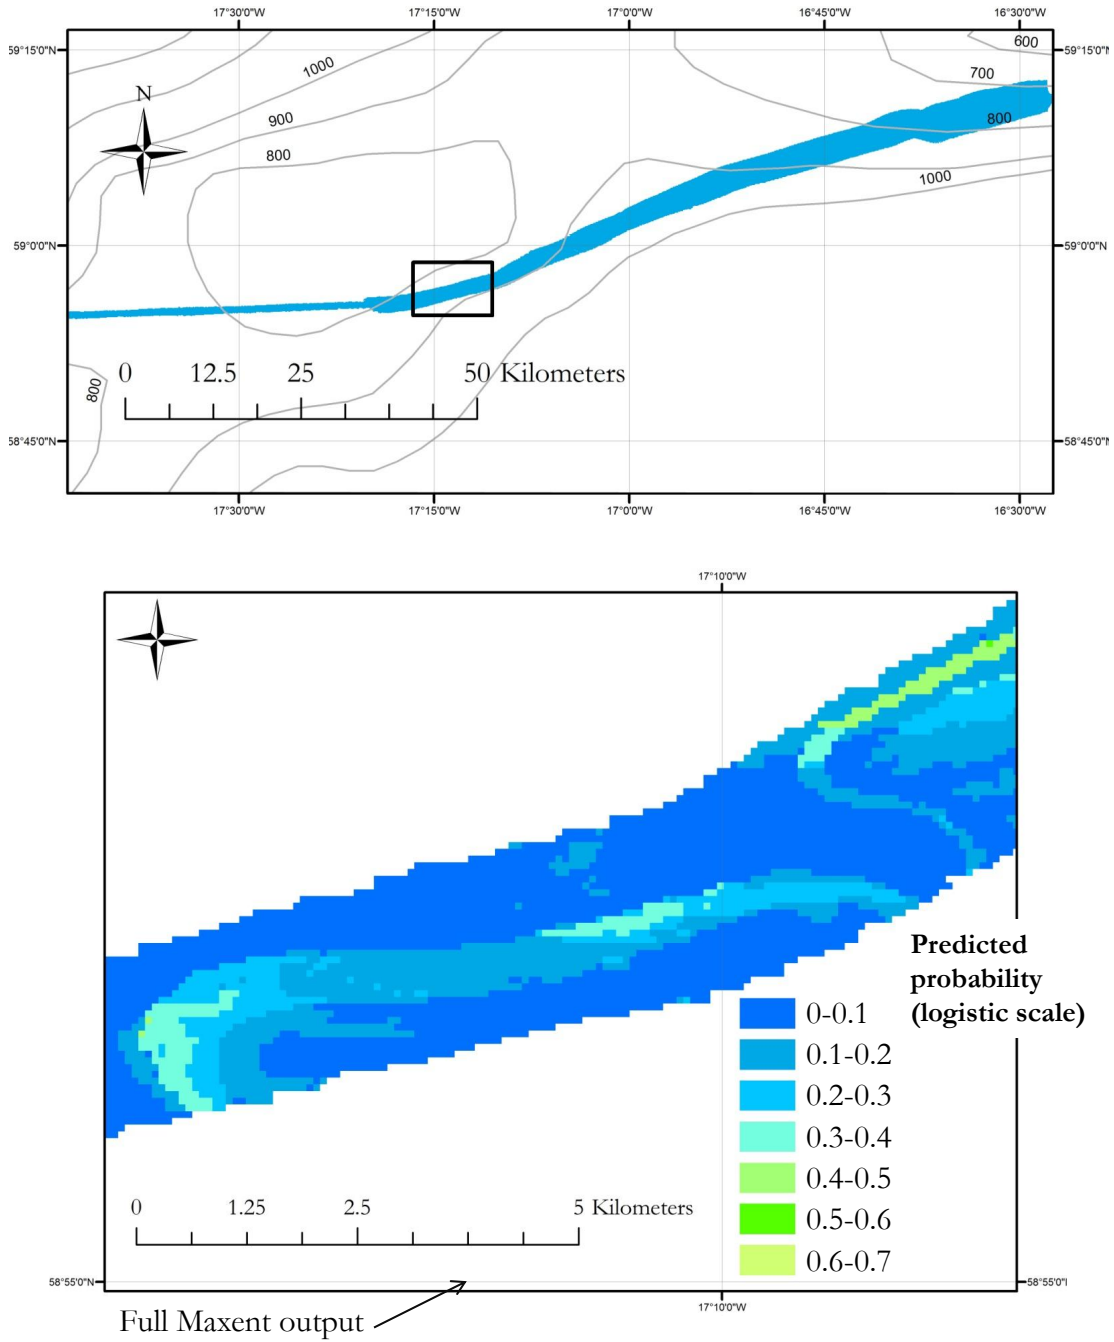 17°30'0"W 17°15'0"W 17°0'0"W 16°45'0"W 16°30'0"W
59°15'0"N 59°15'0"N
600
1000
700
N
900
800
800
1000
59°0'0"N 59°0'0"N
0 12.5 25 50 Kilometers
800
58°45'0"N 58°45'0"N
17°30'0"W 17°15'0"W 17°0'0"W 16°45'0"W 16°30'0"W
17°10'0"W
Predicted
probability
(logistic scale)
0-0.1
0.1-0.2
0.2-0.3
0.3-0.4
0.4-0.5
0.5-0.6
0.6-0.7
0 1.25 2.5 5 Kilometers
58°55'0"N 58°55'0"
17°10'0"W
Full Maxent output